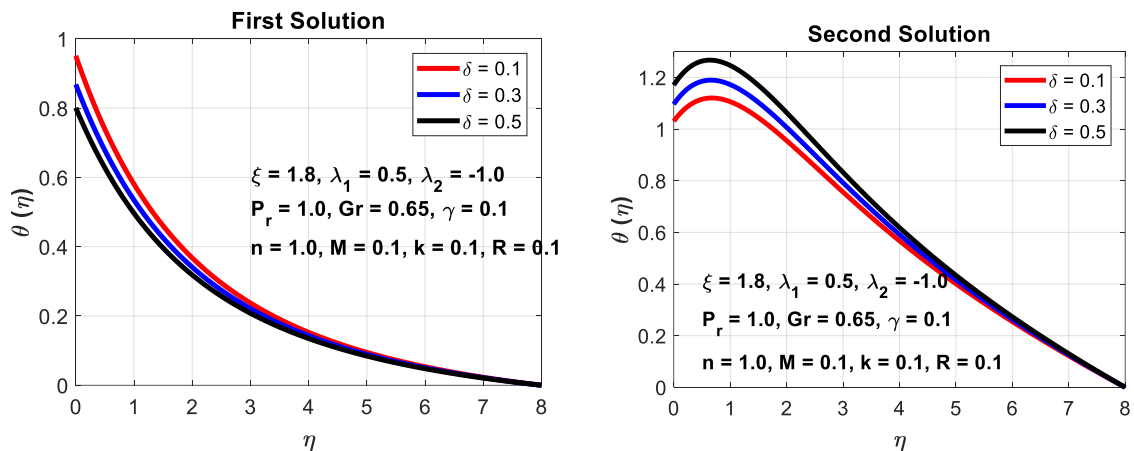 First Solution
1
0.8
0.6
0.4
0.2
0
θ (η)
δ = 0.1
δ = 0.3
δ = 0.5
ξ = 1.8, λ₁ = 0.5, λ₂ = -1.0
Pᵣ = 1.0, Gr = 0.65, γ = 0.1
n = 1.0, M = 0.1, k = 0.1, R = 0.1
0 1 2 3 4 5 6 7 8
η
Second Solution
1.2
1
0.8
0.6
0.4
0.2
0
θ (η)
δ = 0.1
δ = 0.3
δ = 0.5
ξ = 1.8, λ₁ = 0.5, λ₂ = -1.0
Pᵣ = 1.0, Gr = 0.65, γ = 0.1
n = 1.0, M = 0.1, k = 0.1, R = 0.1
0 1 2 3 4 5 6 7 8
η